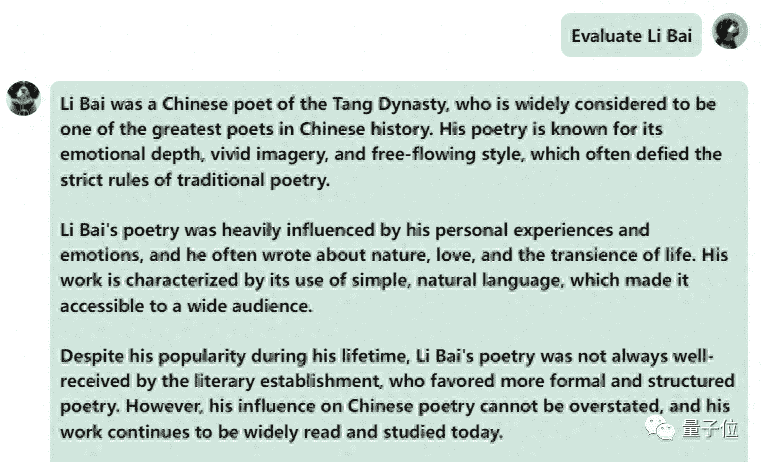 Evaluate Li Bai
Li Bai was a Chinese poet of the Tang Dynasty, who is widely considered to be
one of the greatest poets in Chinese history. His poetry is known for its
emotional depth, vivid imagery, and free-flowing style, which often defied the
strict rules of traditional poetry.
Li Bai's poetry was heavily influenced by his personal experiences and
emotions, and he often wrote about nature, love, and the transience of life. His
work is characterized by its use of simple, natural language, which made it
accessible to a wide audience.
Despite his popularity during his lifetime, Li Bai's poetry was not always well-
received by the literary establishment, who favored more formal and structured
poetry. However, his influence on Chinese poetry cannot be overstated, and his
work continues to be widely read and studied today.
量子位